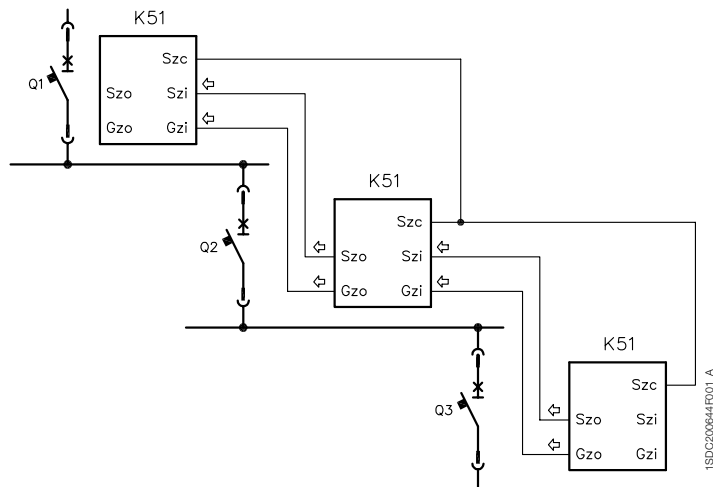 K51
Szc
Q1
Szo Szi
Gzo Gzi
K51
Szc
Q2
Szo Szi
Gzo Gzi
K51
Szc
Q3
Szo Szi
Gzo Gzi
1SDC200644F001 A